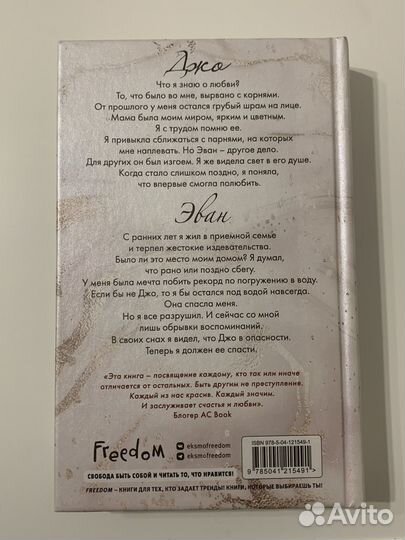 Джо
Что я знаю о любви?
То, что было во мне, вырвано с корнями.
От прошлого у меня остался грубый шрам на лице.
Мама была моим миром, ярким и цветным.
Я с трудом помню ее.
Я привыкла сближаться с парнями, на которых
мне наплевать. Но Эван – другое дело.
Для других он был изгоем. Я же видела свет в его душе.
Когда стало слишком поздно, я поняла,
что впервые смогла полюбить.
Эван
С ранних лет я жил в приемной семье
и терпел жестокие издевательства.
Было ли это место моим домом? Я думал,
что рано или поздно сбегу.
У меня была мечта побить рекорд по погружению в воду.
Если бы не Джо, то я бы остался под водой навсегда.
Она спасла меня.
Но я все разрушил. И сейчас со мной
лишь обрывки воспоминаний.
В своих снах я видел, что Джо в опасности.
Теперь я должен ее спасти.
«Эта книга – посвящение каждому, кто так или иначе
отличается от остальных. Быть другим не преступление.
Каждый из нас красив. Каждый значим.
И заслуживает счастья и любви».
Блогер AC Book
Freedom
eksmofreedom
eksmofreedom
ISBN 978-5-04-121549-1
9 785041 215491 >
СВОБОДА БЫТЬ СОБОЙ И ЧИТАТЬ ТО, ЧТО НРАВИТСЯ!
FREEDOM – КНИГИ ДЛЯ ТЕХ, КТО ЗАДАЕТ ТРЕНДЫ! КНИГИ, КОТОРЫЕ ВЫБИРАЕШЬ ТЫ!
Avito